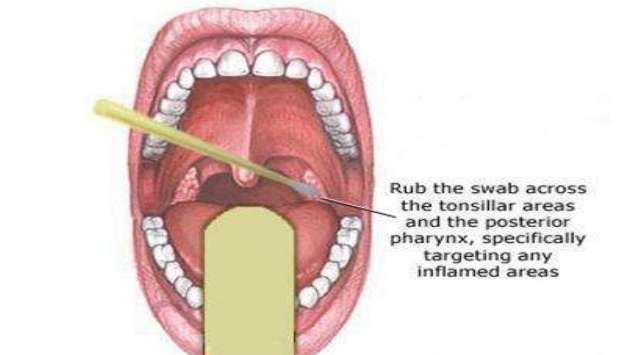 Rub the swab across
the tonsillar areas
and the posterior
pharynx, specifically
targeting any
inflamed areas